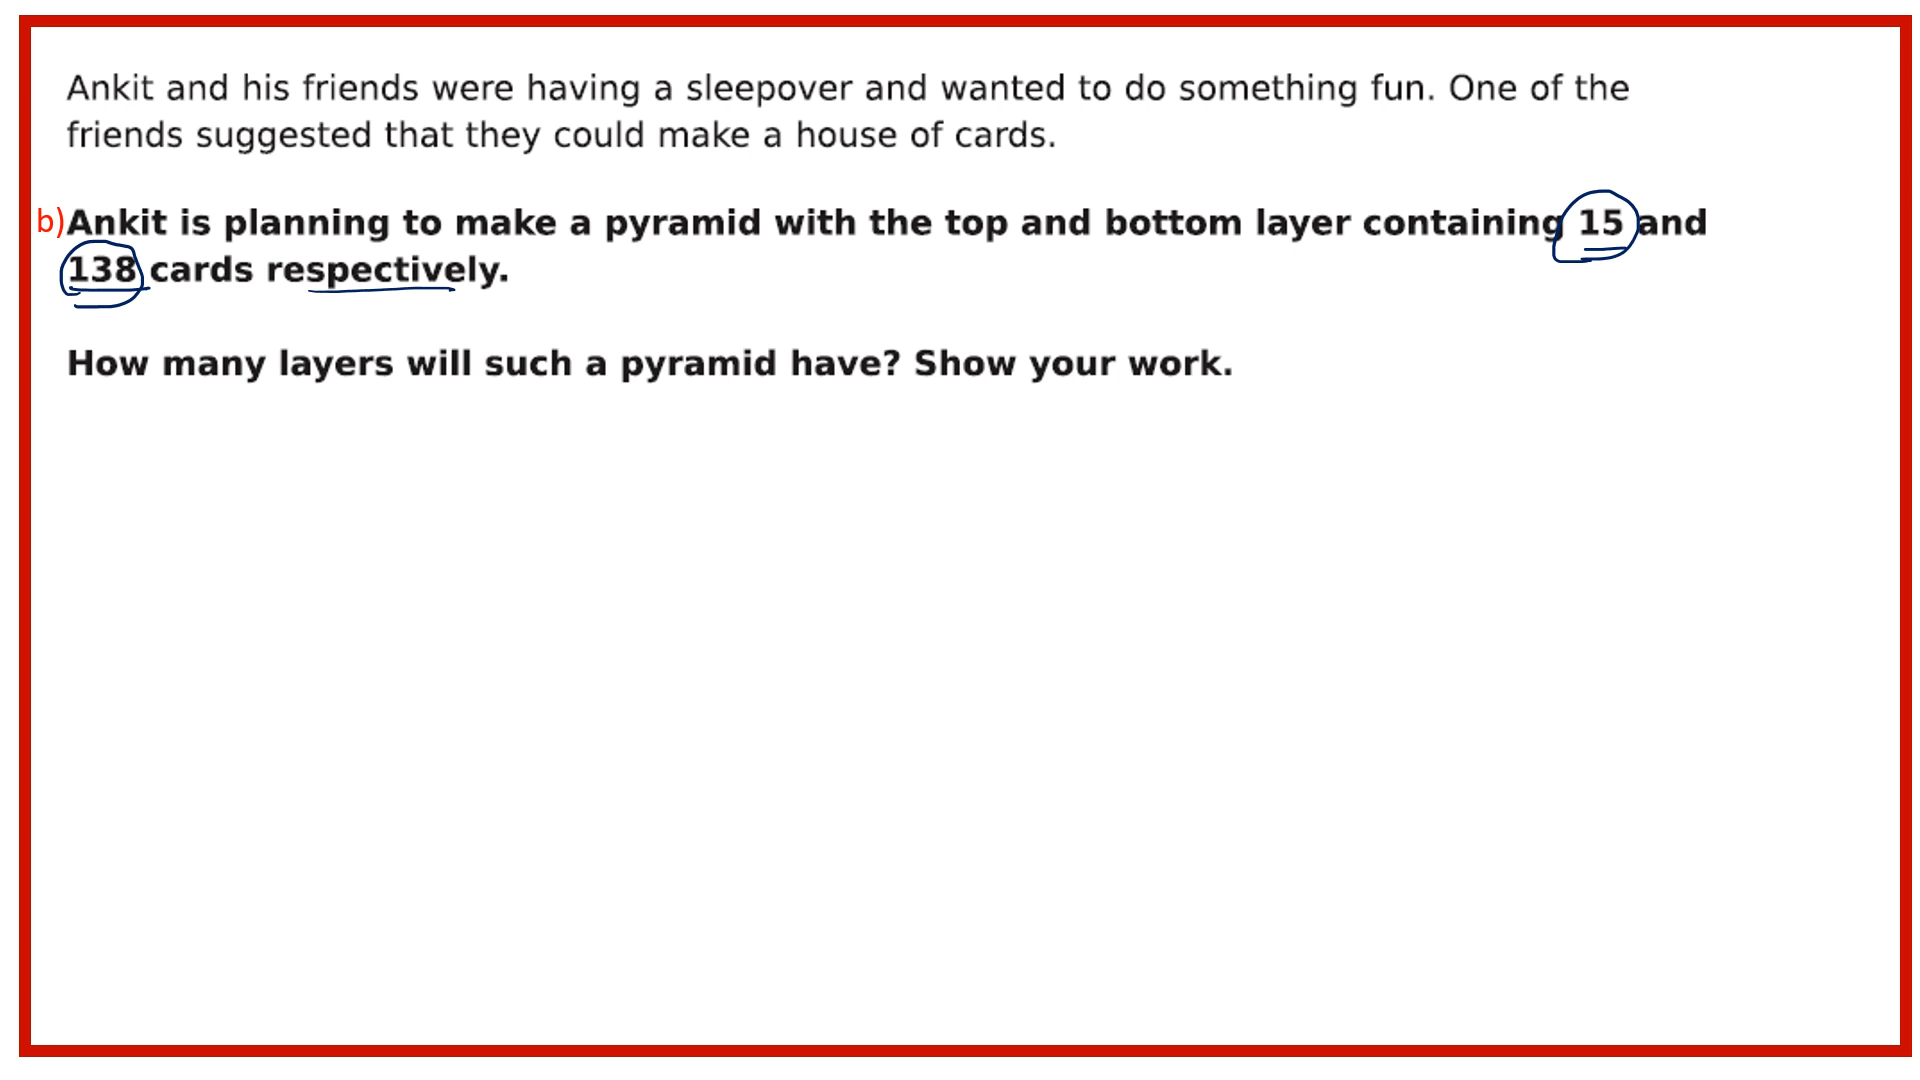 Ankit and his friends were having a sleepover and wanted to do something fun. One of the
friends suggested that they could make a house of cards.
b)Ankit is planning to make a pyramid with the top and bottom layer containing 15 and
138 cards respectively.
How many layers will such a pyramid have? Show your work.